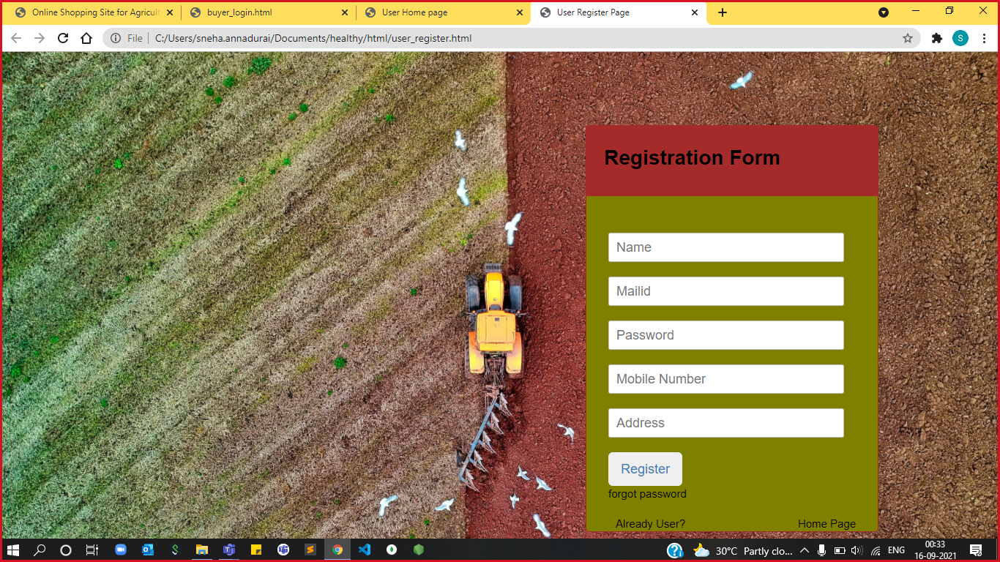 Online Shopping Site for Agricult
buyer_login.html
User Home page
User Register Page
File
C:/Users/sneha.annadurai/Documents/healthy/html/user_register.html
S
Registration Form
Name
Mailid
Password
Mobile Number
Address
Register
forgot password
Already User?
Home Page
30°C Partly clo...
ENG
00:33
16-09-2021